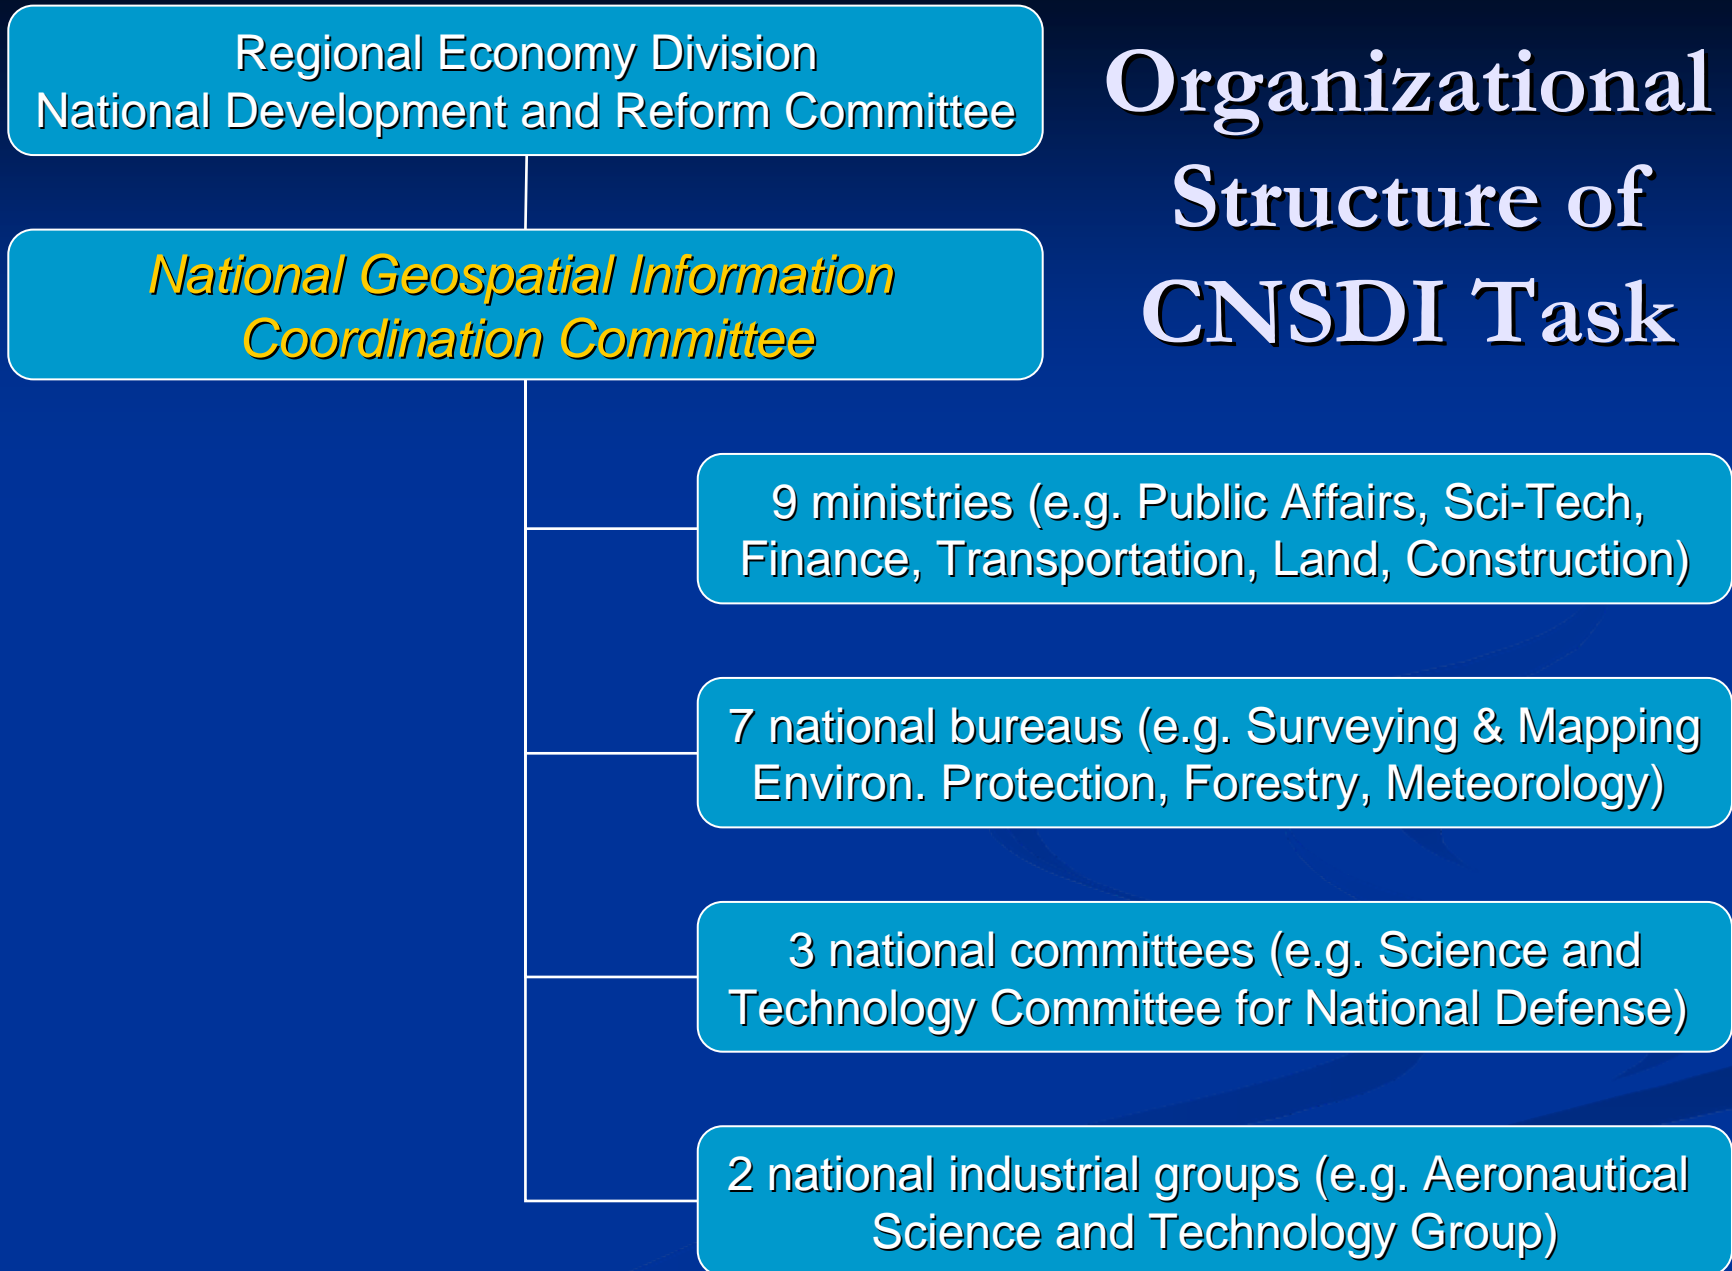 Organizational
Structure of
CNSDI Task
Regional Economy Division
National Development and Reform Committee
National Geospatial Information
Coordination Committee
9 ministries (e.g. Public Affairs, Sci-Tech,
Finance, Transportation, Land, Construction)
7 national bureaus (e.g. Surveying & Mapping
Environ. Protection, Forestry, Meteorology)
3 national committees (e.g. Science and
Technology Committee for National Defense)
2 national industrial groups (e.g. Aeronautical
Science and Technology Group)